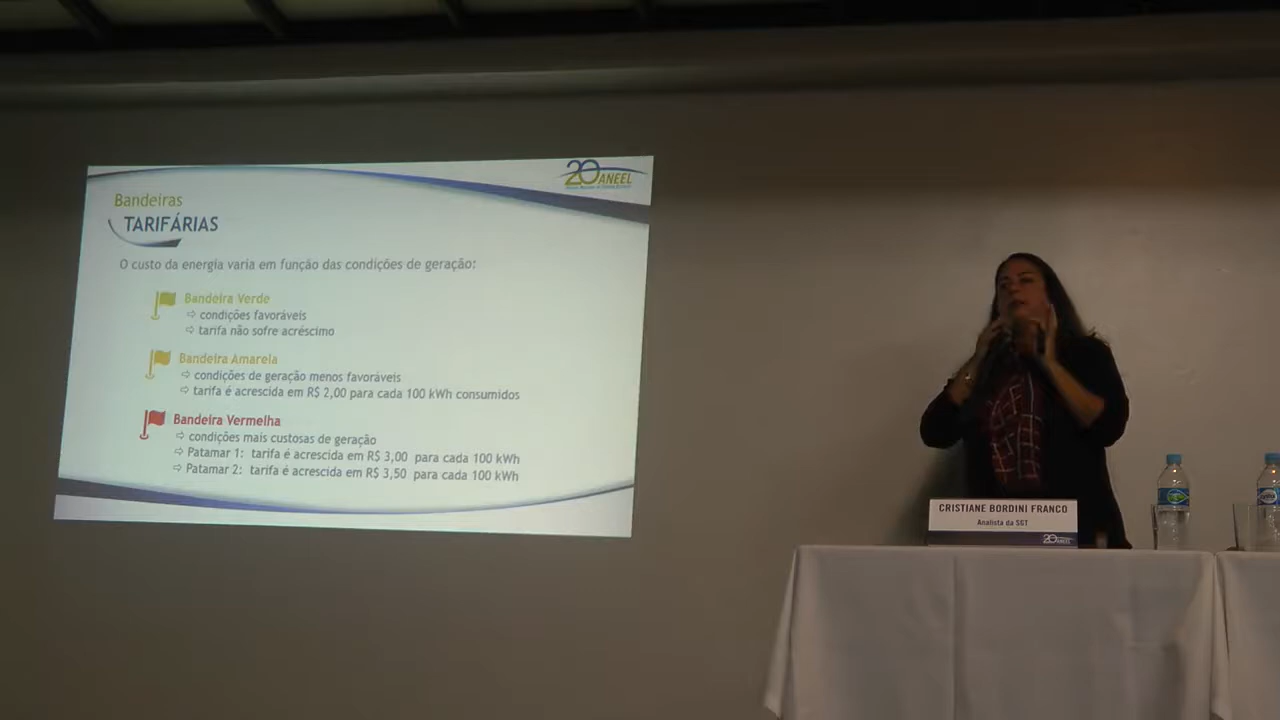 20 ANEEL
Bandeiras
TARIFÁRIAS
O custo da energia varia em função das condições de geração:
Bandeira Verde
⇨ condições favoráveis
⇨ tarifa não sofre acréscimo
Bandeira Amarela
⇨ condições de geração menos favoráveis
⇨ tarifa é acrescida em R$ 2,00 para cada 100 kWh consumidos
Bandeira Vermelha
⇨ condições mais custosas de geração
⇨ Patamar 1: tarifa é acrescida em R$ 3,00 para cada 100 kWh
⇨ Patamar 2: tarifa é acrescida em R$ 3,50 para cada 100 kWh
CRISTIANE BORDINI FRANCO
Analista da SGT
20 ANEEL